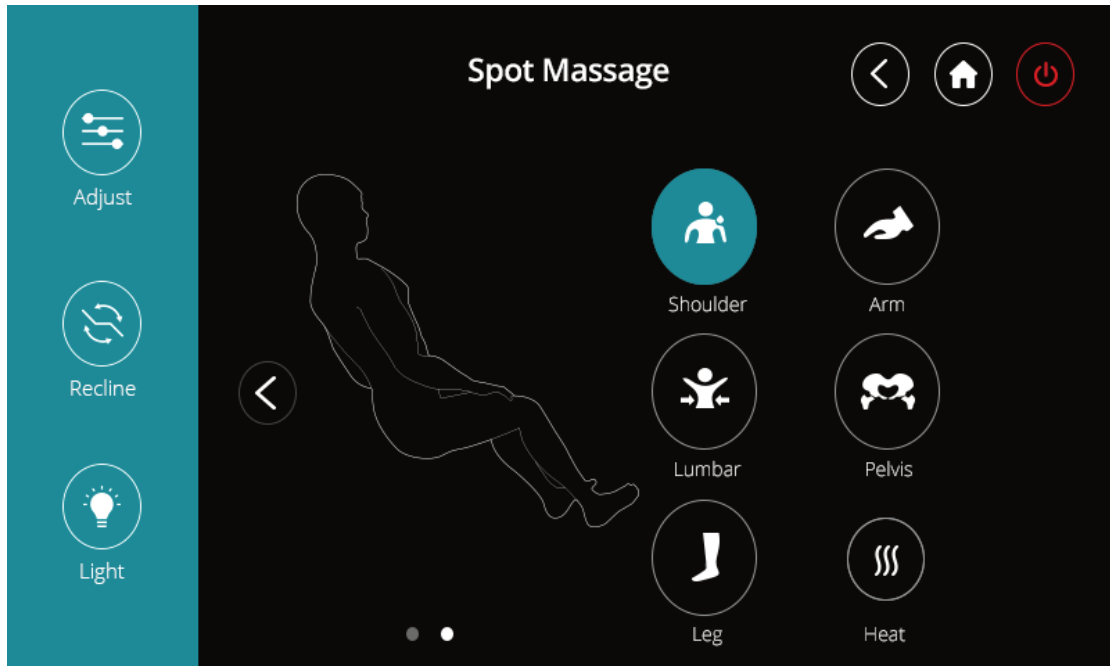 Spot Massage
Adjust
Recline
Light
Shoulder
Arm
Lumbar
Pelvis
Leg
Heat